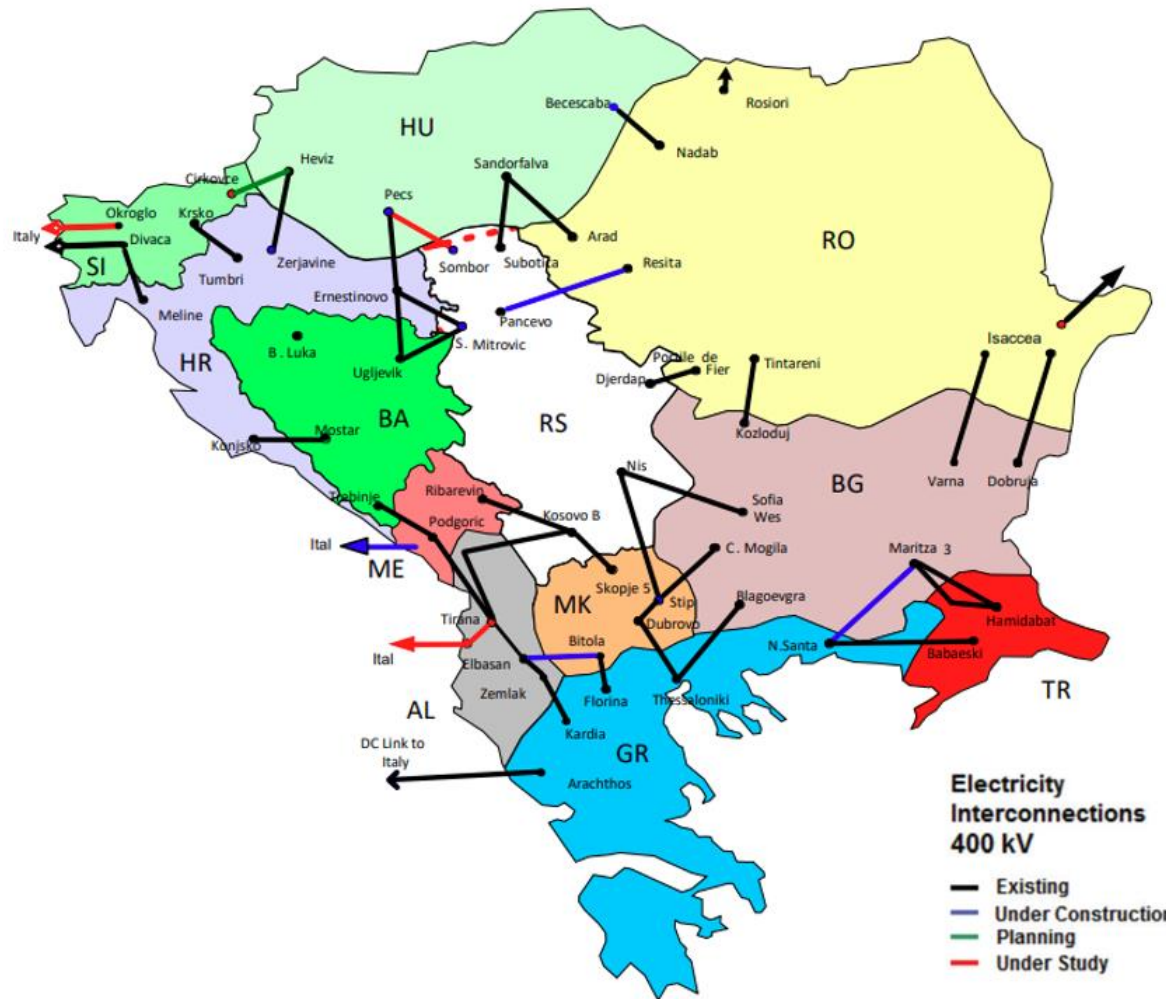 HU
Becescaba
Rosiori
Nadab
Heviz
Sandorfalva
Cirkovce
Pecs
Okroglo
Krsko
Italy
Divaca
Arad
RO
SI
Tumbri
Zerjavine
Sombor
Subotica
Resita
Meline
Ernestinovo
Pancevo
S. Mitrovic
Isaccea
HR
B . Luka
Ugljevik
Portile de
Fier
Djerdap
Tintareni
BA
RS
Konjsko
Mostar
Kozloduj
Nis
BG
Varna
Dobruja
Trebinje
Ribarevin
Podgoric
Kosovo B
Sofia
Wes
Ital
ME
C. Mogila
Maritza 3
Skopje 5
MK
Stip
Blagoevgra
Hamidabat
Tirana
Dubrovo
Ital
Elbasan
Bitola
N.Santa
Babaeski
Zemlak
Florina
Thessaloniki
TR
AL
Kardia
GR
DC Link to
Italy
Arachthos
Electricity
Interconnections
400 kV
Existing
Under Construction
Planning
Under Study